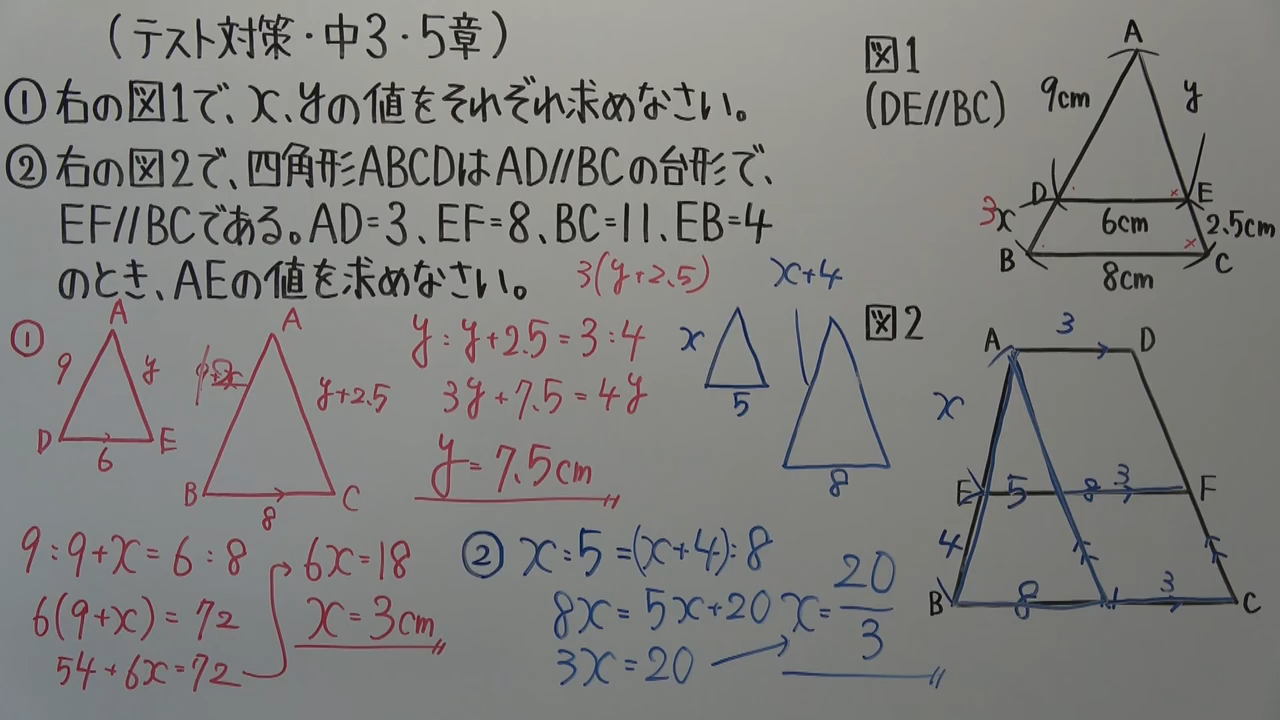 (テスト対策・中3・5章)
①右の図1で、x、yの値をそれぞれ求めなさい。
②右の図2で、四角形ABCDはAD//BCの台形で、
EF//BCである。AD=3、EF=8、BC=11、EB=4
のとき、AEの値を求めなさい。
図1
(DE//BC)
A
9cm
y
D
E
3
x
6cm
2.5cm
B
C
8cm
3(y+2.5)
①
A
9
y
D
E
6
A
y+2.5
B
C
8
y:y+2.5=3:4
3y+7.5=4y
y=7.5cm
9:9+x=6:8
6(9+x)=72
54+6x=72
6x=18
x=3cm
x+4
x
5
8
②x:5=(x+4):8
8x=5x+20
3x=20
x=20/3
図2
3
A
D
x
E
5
8
3
F
4
B
8
3
C